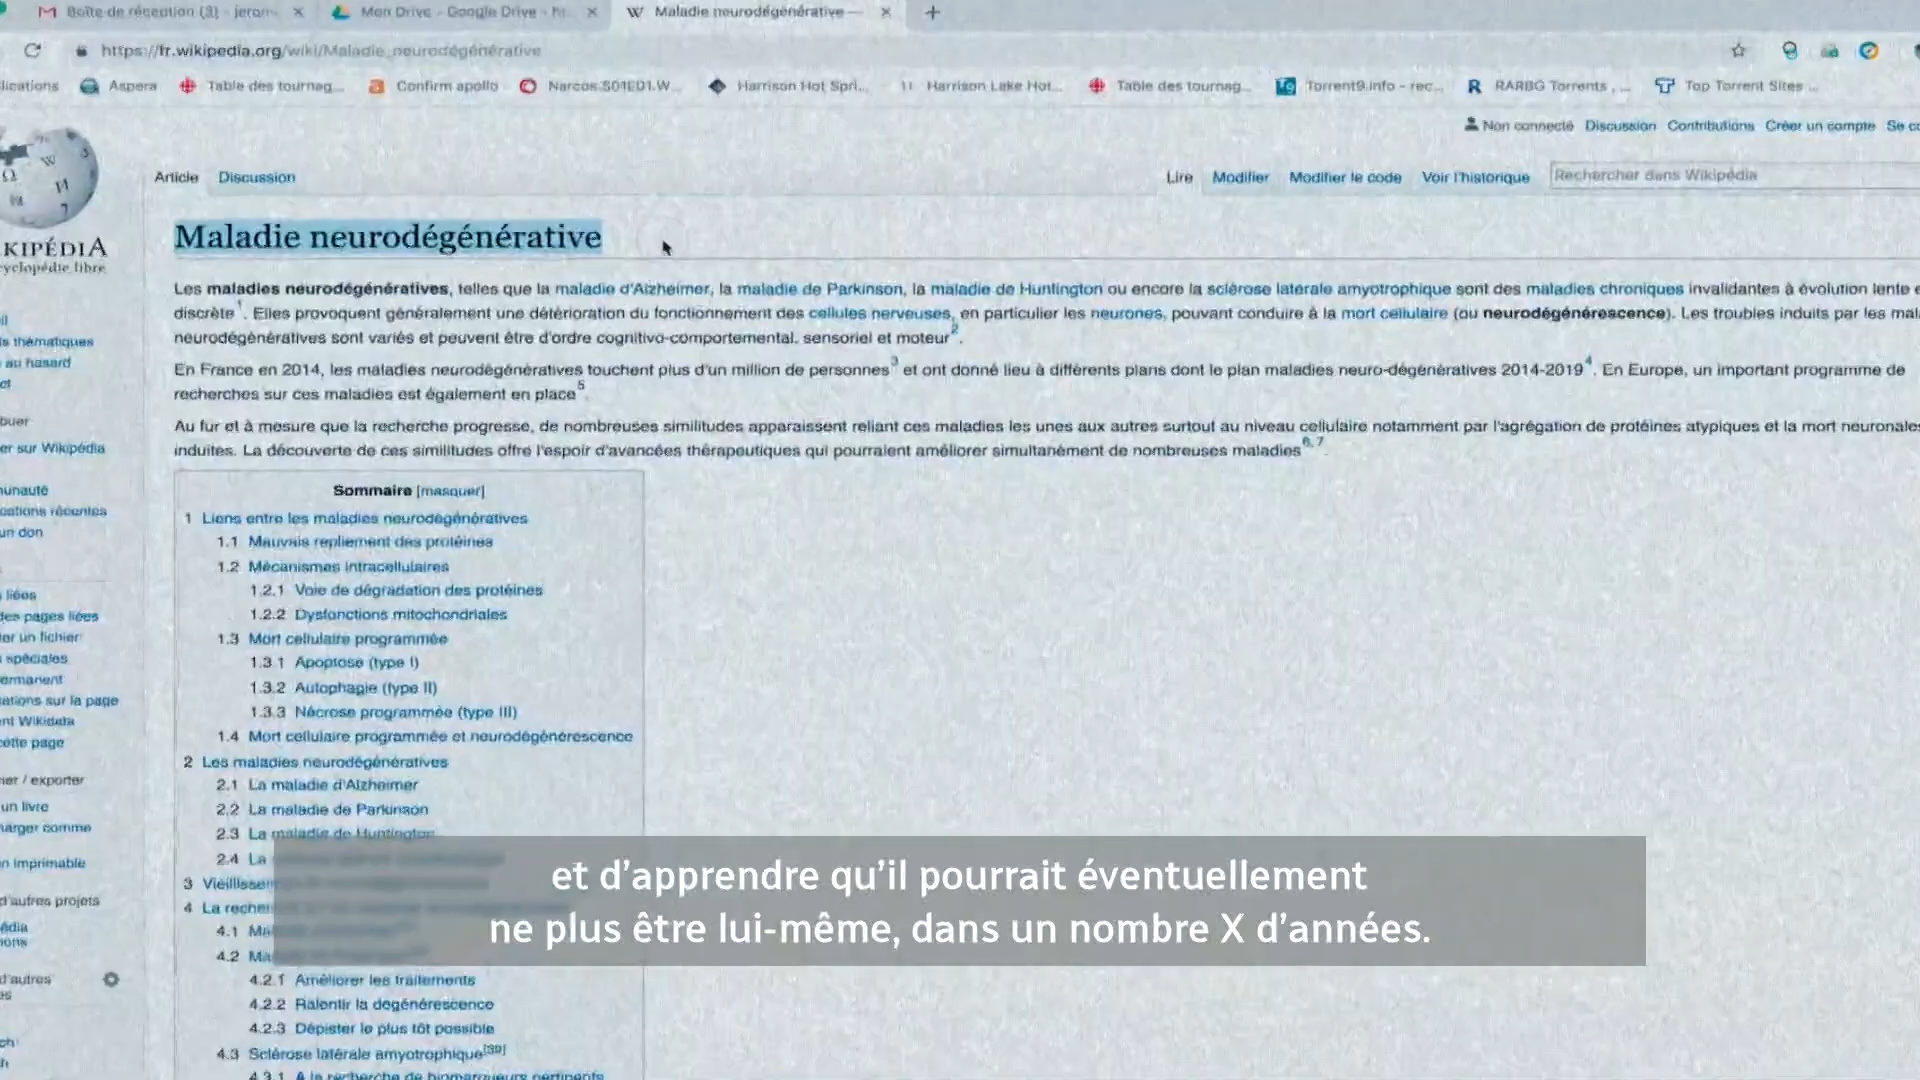 Boîte de réception (3) - jerom
Mon Drive - Google Drive - ht
Maladie neurodégénérative —
https://fr.wikipedia.org/wiki/Maladie_neurodégénérative
lications
Aspera
Table des tournag...
Confirm apollo
Narcos.S01E01.W...
Harrison Hot Spri...
Harrison Lake Hot...
Table des tournag...
Torrent9.info - rec...
RARBG Torrents , ...
Top Torrent Sites ...
Non connecté Discussion Contributions Créer un compte Se co
Article Discussion
Lire Modifier Modifier le code Voir l'historique
Rechercher dans Wikipédia
KIPÉDIA
cyclopédie libre
Maladie neurodégénérative
Les maladies neurodégénératives, telles que la maladie d'Alzheimer, la maladie de Parkinson, la maladie de Huntington ou encore la sclérose latérale amyotrophique sont des maladies chroniques invalidantes à évolution lente e
discrète 1. Elles provoquent généralement une détérioration du fonctionnement des cellules nerveuses, en particulier les neurones, pouvant conduire à la mort cellulaire (ou neurodégénérescence). Les troubles induits par les mal
neurodégénératives sont variés et peuvent être d'ordre cognitivo-comportemental, sensoriel et moteur 2.
En France en 2014, les maladies neurodégénératives touchent plus d'un million de personnes 3 et ont donné lieu à différents plans dont le plan maladies neuro-dégénératives 2014-2019 4. En Europe, un important programme de
recherches sur ces maladies est également en place 5.
Au fur et à mesure que la recherche progresse, de nombreuses similitudes apparaissent reliant ces maladies les unes aux autres surtout au niveau cellulaire notamment par l'agrégation de protéines atypiques et la mort neuronales
induites. La découverte de ces similitudes offre l'espoir d'avancées thérapeutiques qui pourraient améliorer simultanément de nombreuses maladies 6, 7.
il
s thématiques
au hasard
ct
buer
er sur Wikipédia
unauté
cations récentes
un don
liées
des pages liées
er un fichier
spéciales
ermanent
ations sur la page
nt Wikidata
cette page
ner / exporter
un livre
harger comme
n imprimable
d'autres projets
édia
ions
d'autres
es
ch
h
Sommaire [masquer]
1 Liens entre les maladies neurodégénératives
1.1 Mauvais repliement des protéines
1.2 Mécanismes intracellulaires
1.2.1 Voie de dégradation des protéines
1.2.2 Dysfonctions mitochondriales
1.3 Mort cellulaire programmée
1.3.1 Apoptose (type I)
1.3.2 Autophagie (type II)
1.3.3 Nécrose programmée (type III)
1.4 Mort cellulaire programmée et neurodégénérescence
2 Les maladies neurodégénératives
2.1 La maladie d'Alzheimer
2.2 La maladie de Parkinson
2.3 La maladie de Huntington
2.4 La
3 Vieillissem
4 La recher
4.1 Ma
4.2 Ma
4.2.1 Améliorer les traitements
4.2.2 Ralentir la dégénérescence
4.2.3 Dépister le plus tôt possible
4.3 Sclérose latérale amyotrophique[39]
4.3.1 A la recherche de biomarqueurs pertinents
et d'apprendre qu'il pourrait éventuellement
ne plus être lui-même, dans un nombre X d'années.